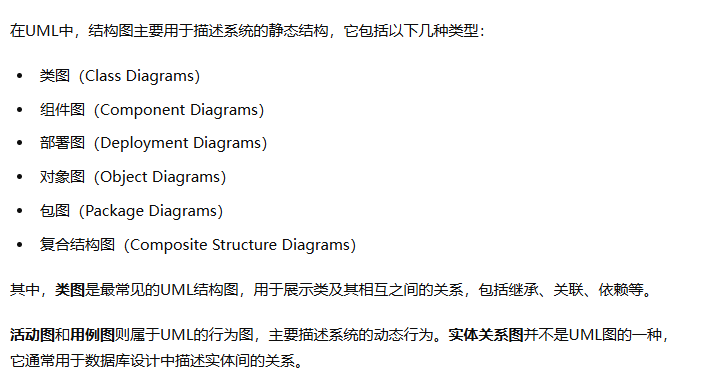 在UML中，结构图主要用于描述系统的静态结构，它包括以下几种类型：
• 类图（Class Diagrams）
• 组件图（Component Diagrams）
• 部署图（Deployment Diagrams）
• 对象图（Object Diagrams）
• 包图（Package Diagrams）
• 复合结构图（Composite Structure Diagrams）
其中，类图是最常见的UML结构图，用于展示类及其相互之间的关系，包括继承、关联、依赖等。
活动图和用例图则属于UML的行为图，主要描述系统的动态行为。实体关系图并不是UML图的一种，
它通常用于数据库设计中描述实体间的关系。